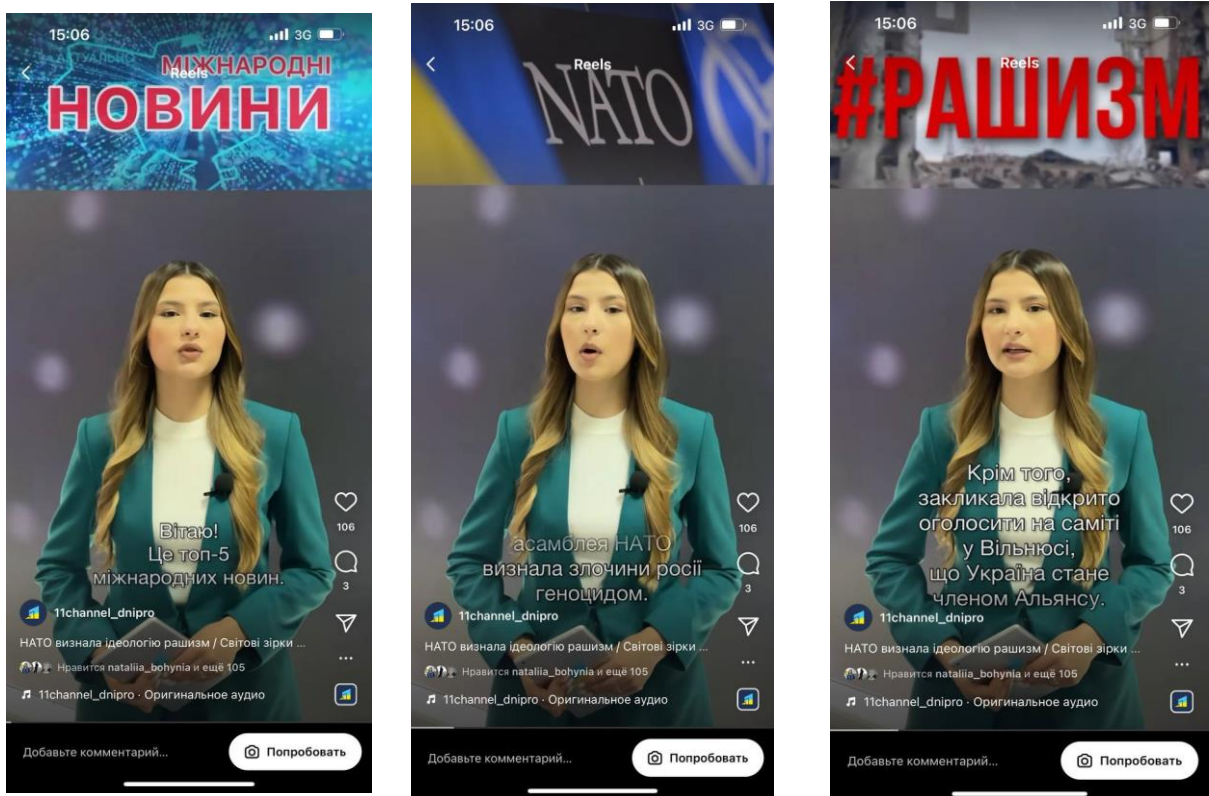 15:06
3G
АКТУАЛЬНО
МІЖНАРОДНІ
Reels
НОВИНИ
Вітаю!
Це топ-5
міжнародних новин.
106
3
11channel_dnipro
НАТО визнала ідеологію рашизм / Світові зірки ...
Нравится nataliia_bohynia и ещё 105
11channel_dnipro · Оригинальное аудио
Добавьте комментарий...
Попробовать
15:06
3G
Reels
NATO
асамблея НАТО
визнала злочини росії
геноцидом.
106
3
11channel_dnipro
НАТО визнала ідеологію рашизм / Світові зірки ...
Нравится nataliia_bohynia и ещё 105
11channel_dnipro · Оригинальное аудио
Добавьте комментарий...
Попробовать
15:06
3G
Reels
#РАШИЗМ
Крім того,
закликала відкрито
оголосити на саміті
у Вільнюсі,
що Україна стане
членом Альянсу.
106
3
11channel_dnipro
НАТО визнала ідеологію рашизм / Світові зірки ...
Нравится nataliia_bohynia и ещё 105
11channel_dnipro · Оригинальное аудио
Добавьте комментарий...
Попробовать